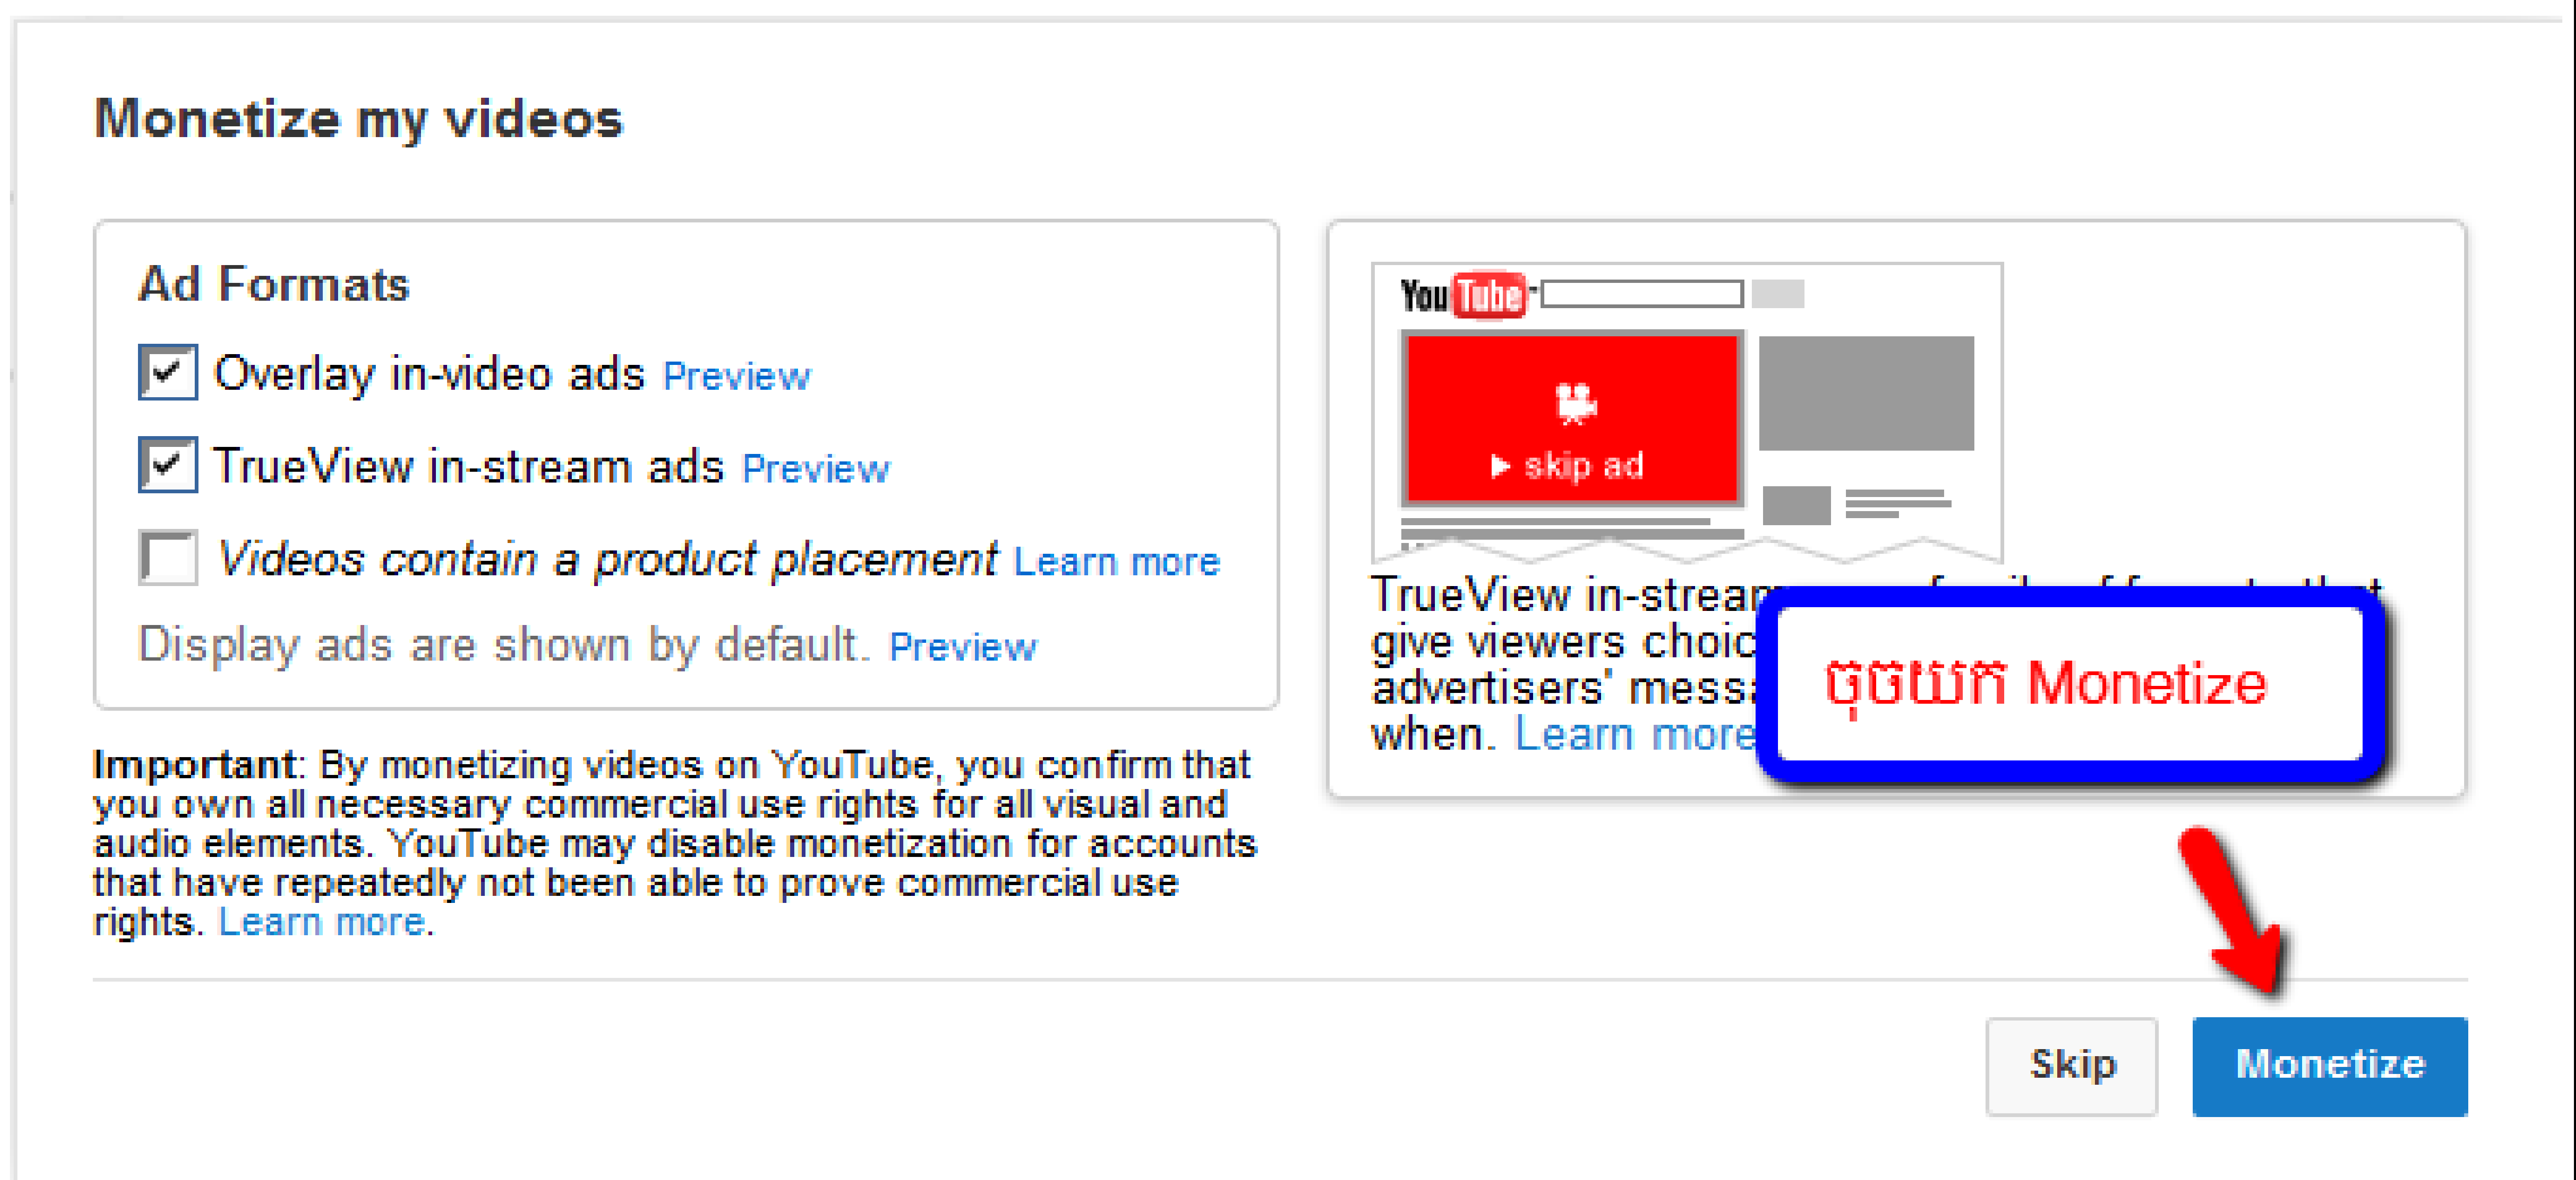 Monetize my videos
Ad Formats
Overlay in-video ads Preview
TrueView in-stream ads Preview
Videos contain a product placement Learn more
Display ads are shown by default. Preview
Important: By monetizing videos on YouTube, you confirm that
you own all necessary commercial use rights for all visual and
audio elements. YouTube may disable monetization for accounts
that have repeatedly not been able to prove commercial use
rights. Learn more.
YouTube
skip ad
TrueView in-stream
give viewers choic
advertisers' messa
when. Learn more
ចុចយក Monetize
Skip
Monetize